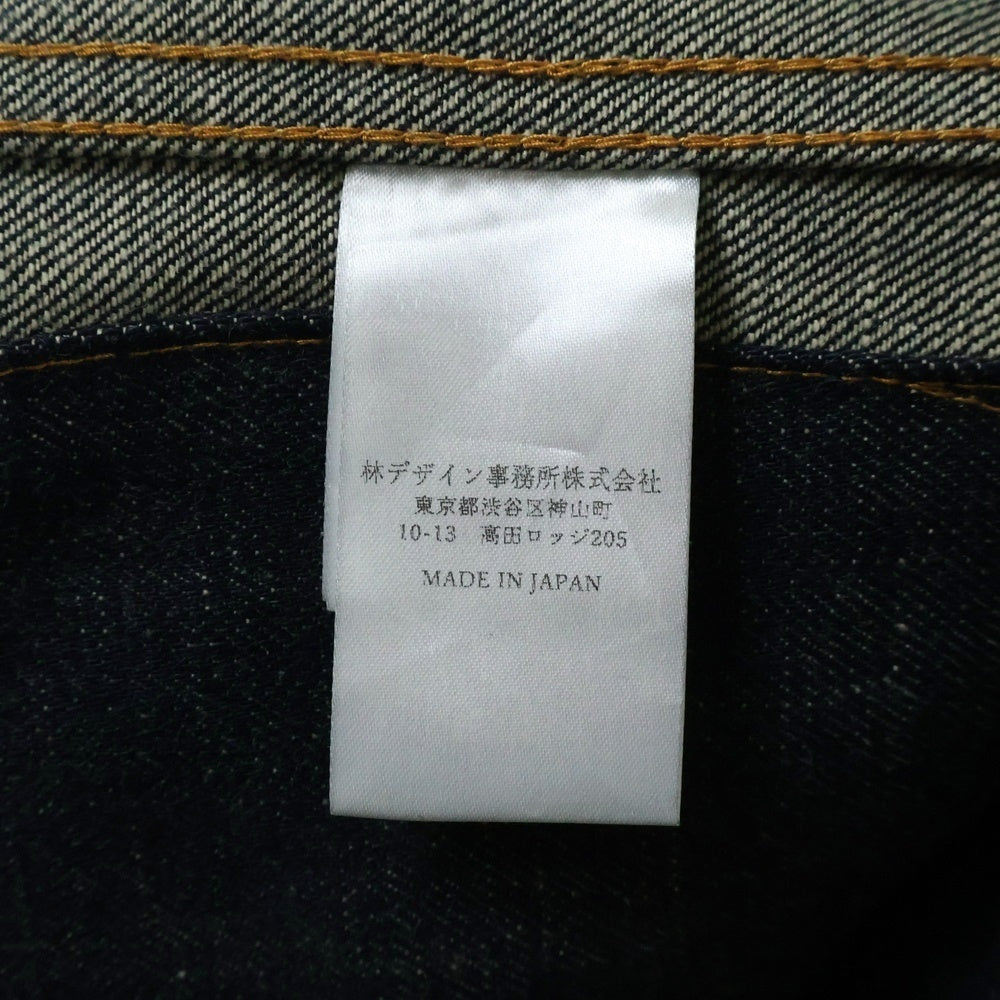 林デザイン事務所株式会社
東京都渋谷区神山町
10-13　高田ロッジ205
MADE IN JAPAN